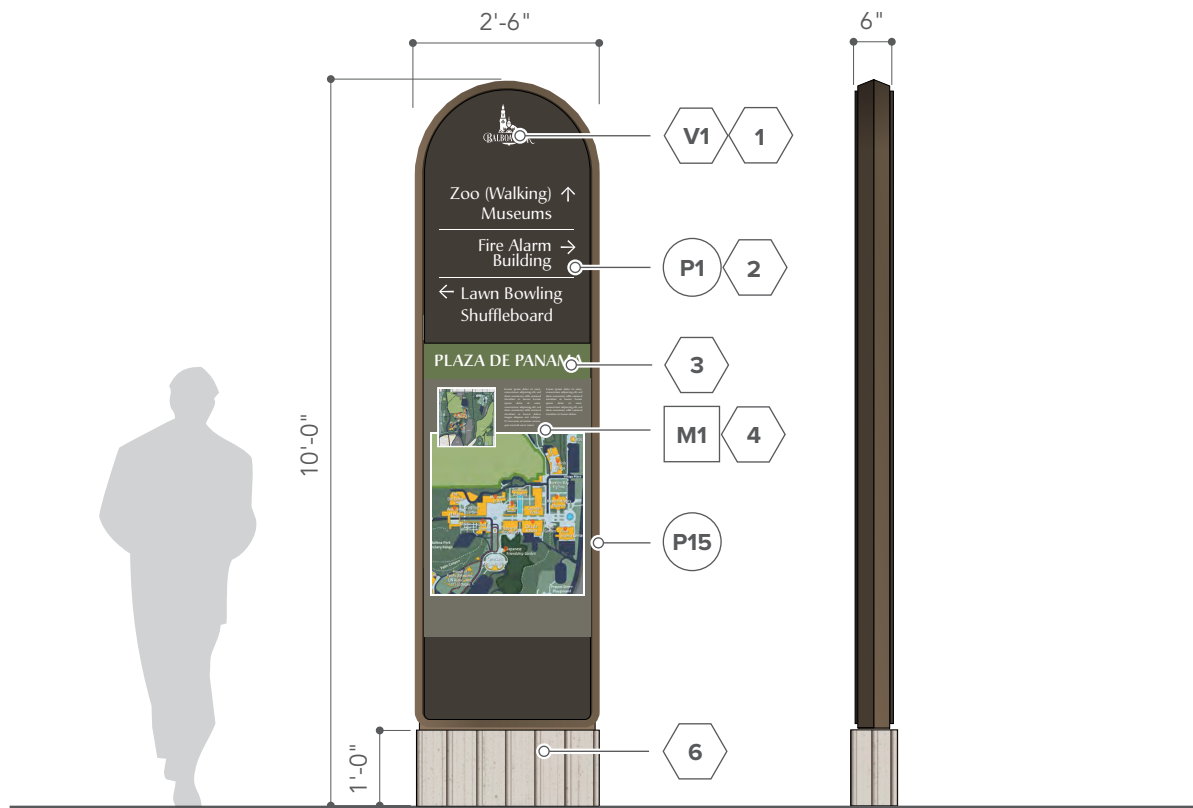 2'-6"
6"
BALBOA
V1
1
Zoo (Walking) ↑
Museums
Fire Alarm →
Building
P1
2
← Lawn Bowling
Shuffleboard
PLAZA DE PANAMA
3
M1
4
10'-0"
P15
1'-0"
6